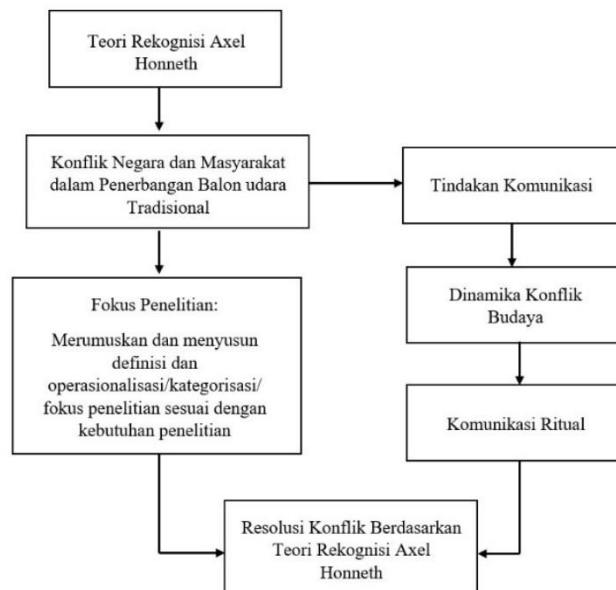 Teori Rekognisi Axel
Honneth
Konflik Negara dan Masyarakat
dalam Penerbangan Balon udara
Tradisional
Tindakan Komunikasi
Fokus Penelitian:
Merumuskan dan menyusun
definisi dan
operasionalisasi/kategorisasi/
fokus penelitian sesuai dengan
kebutuhan penelitian
Dinamika Konflik
Budaya
Komunikasi Ritual
Resolusi Konflik Berdasarkan
Teori Rekognisi Axel
Honneth